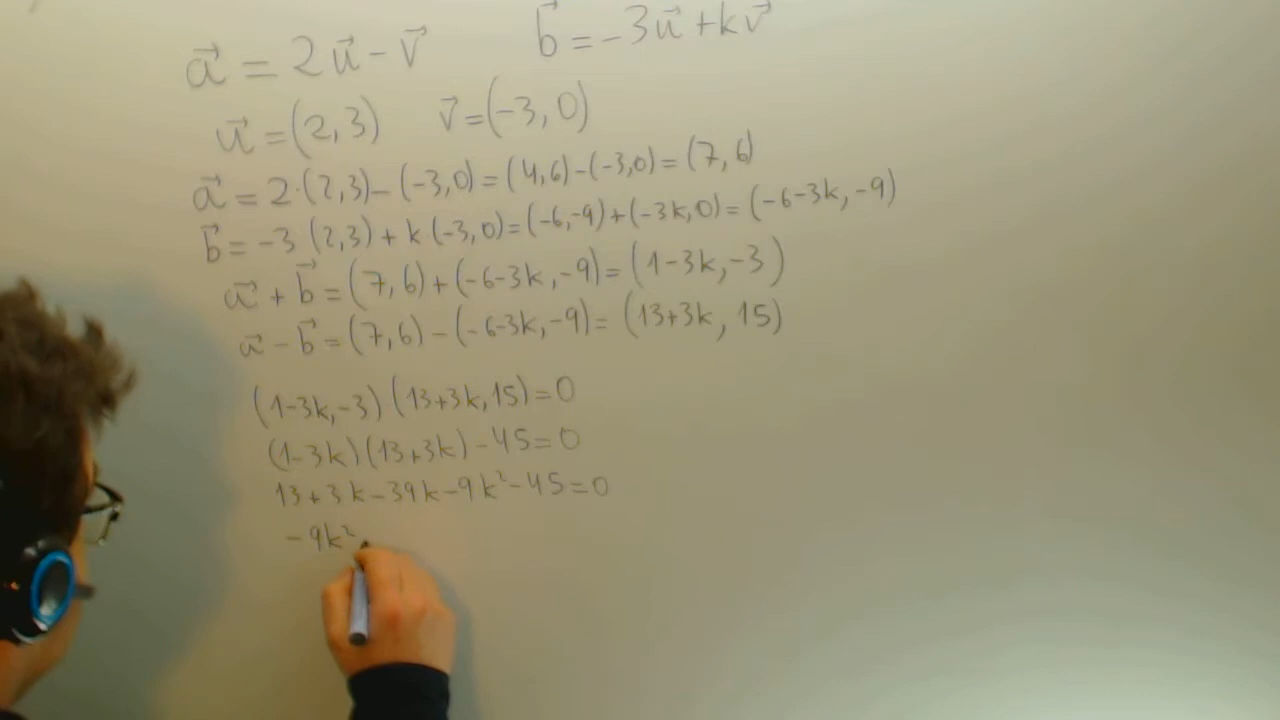 a⃗ = 2u⃗ - v⃗ b⃗ = -3u⃗ + kv⃗
u⃗ = (2,3) v⃗ = (-3,0)
a⃗ = 2·(2,3) - (-3,0) = (4,6) - (-3,0) = (7,6)
b⃗ = -3 (2,3) + k (-3,0) = (-6,-9) + (-3k,0) = (-6-3k, -9)
a⃗ + b⃗ = (7,6) + (-6-3k, -9) = (1-3k, -3)
a⃗ - b⃗ = (7,6) - (-6-3k, -9) = (13+3k, 15)
(1-3k,-3) (13+3k,15) = 0
(1-3k)(13+3k) - 45 = 0
13+3k-39k-9k²-45=0
-9k²